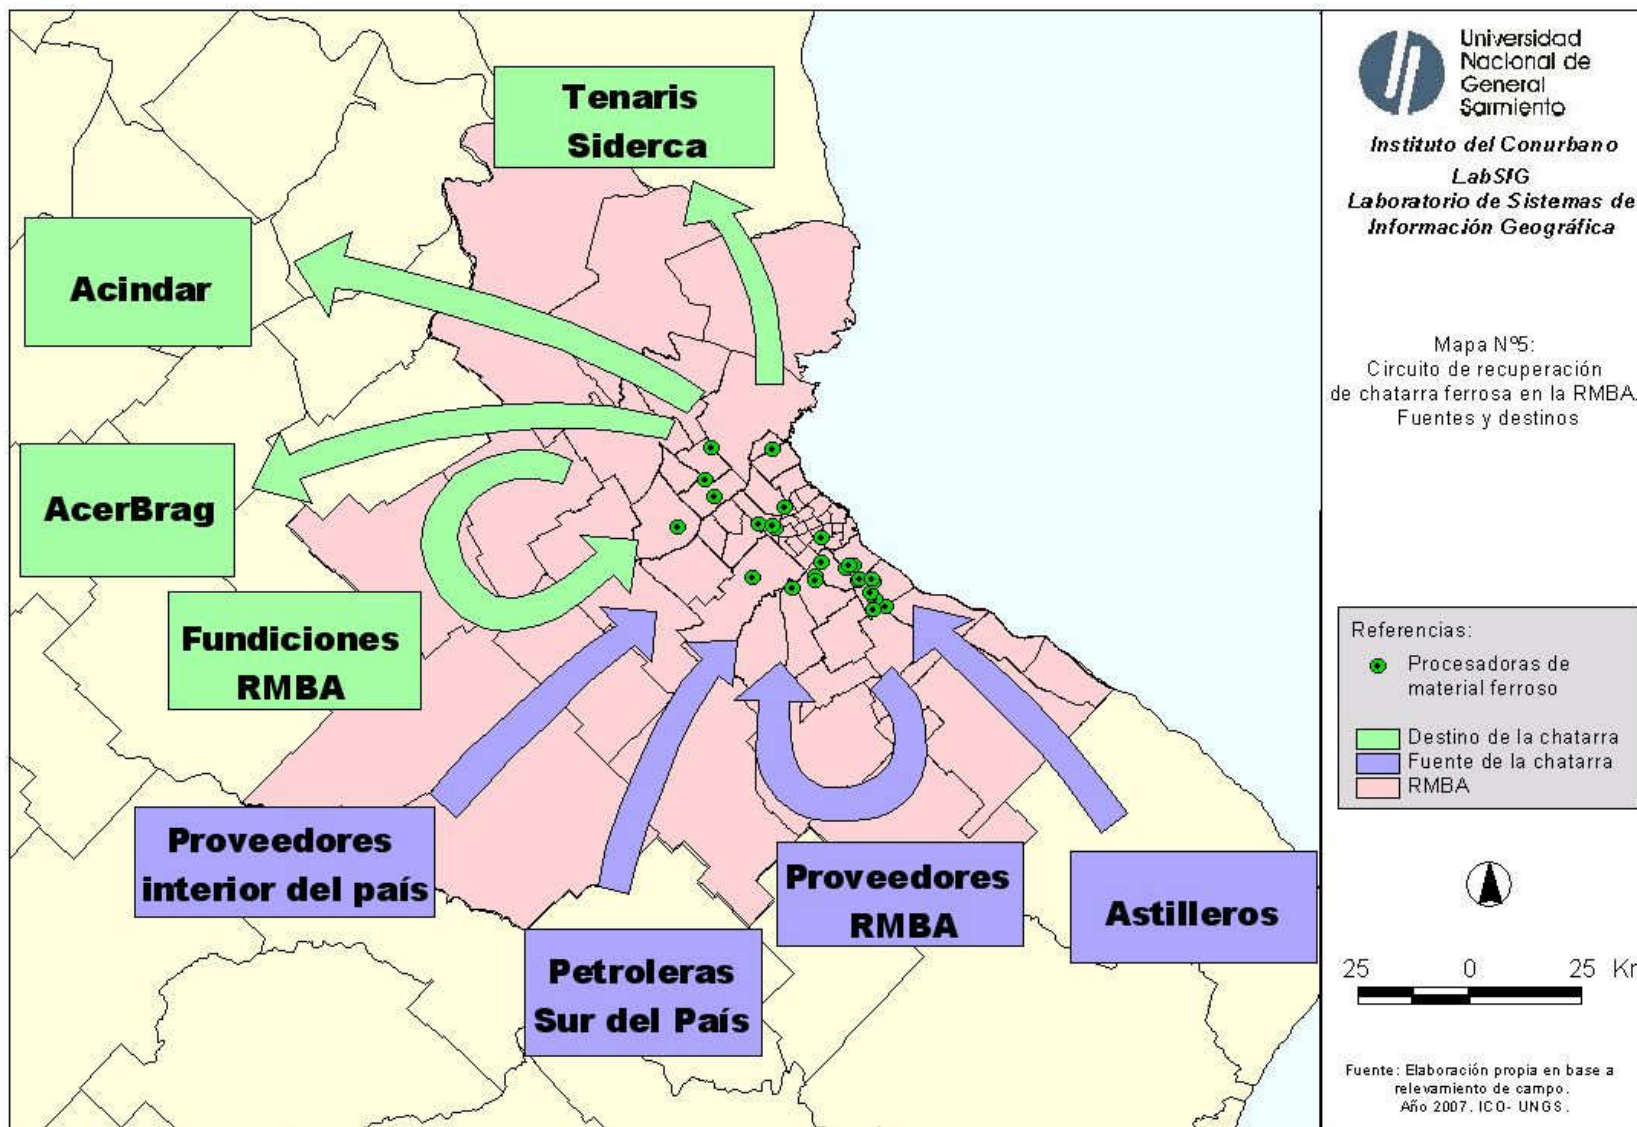 Tenaris
Siderca
Acindar
AcerBrag
Fundiciones
RMBA
Proveedores
interior del país
Petroleras
Sur del País
Proveedores
RMBA
Astilleros
Universidad
Nacional de
General
Sarmiento
Instituto del Conurbano
LabSIG
Laboratorio de Sistemas de
Información Geográfica
Mapa Nº5:
Circuito de recuperación
de chatarra ferrosa en la RMBA.
Fuentes y destinos
Referencias:
Procesadoras de
material ferroso
Destino de la chatarra
Fuente de la chatarra
RMBA
25 0 25
Fuente: Elaboración propia en base a
relevamiento de campo.
Año 2007. ICO- UNGS.